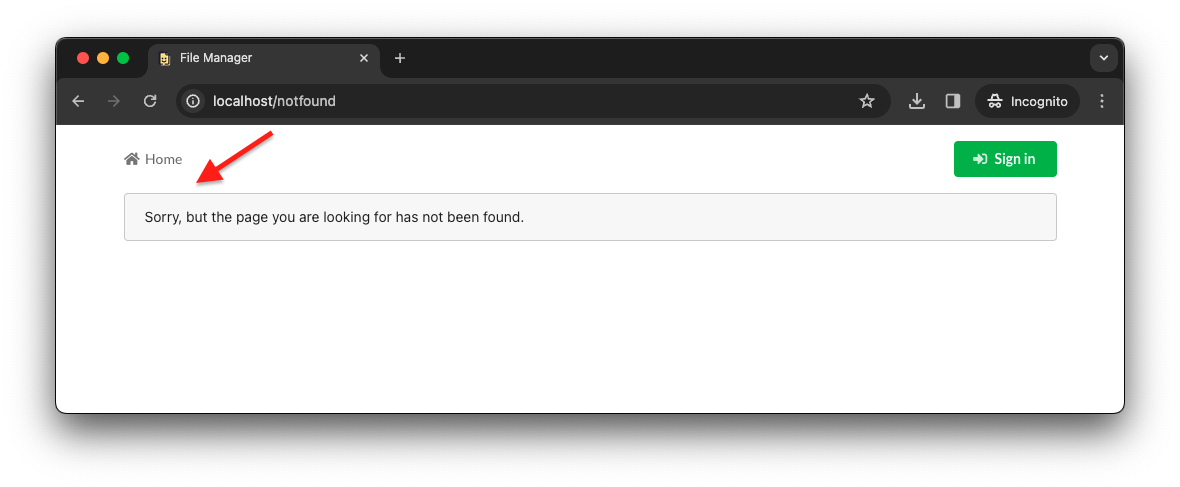 File Manager
localhost/notfound
Incognito
Home
Sign in
Sorry, but the page you are looking for has not been found.